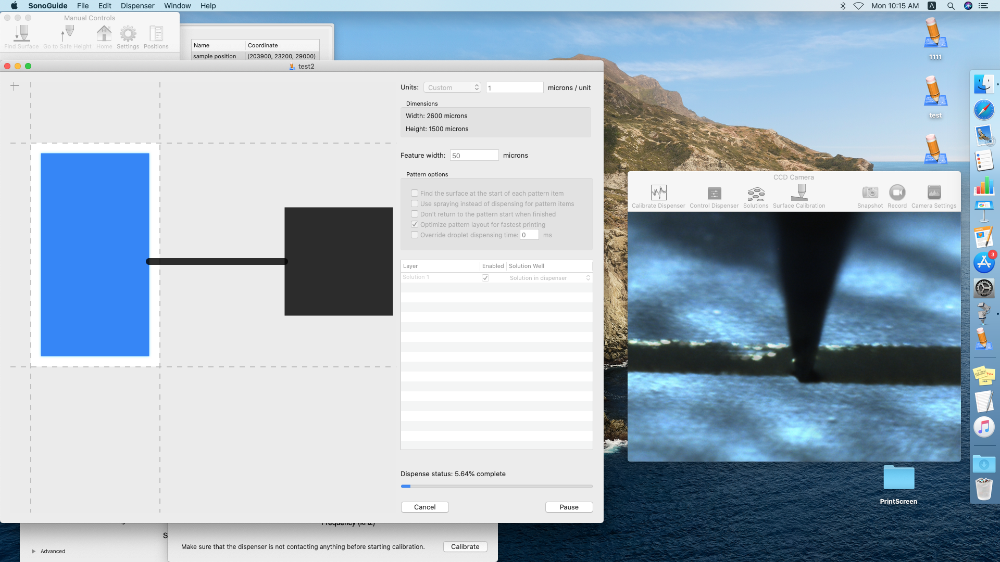 SonoGuide File Edit Dispenser Window Help
Mon 10:15 AM A
Manual Controls
Find Surface Go to Safe Height Home Settings Positions
Name Coordinate
sample position (203900, 23200, 29000)
test2
Units: Custom 1 microns / unit
Dimensions
Width: 2600 microns
Height: 1500 microns
Feature width: 50 microns
Pattern options
Find the surface at the start of each pattern item
Use spraying instead of dispensing for pattern items
Don't return to the pattern start when finished
Optimize pattern layout for fastest printing
Override droplet dispensing time: 0 ms
Layer Enabled Solution Well
Solution 1 Solution in dispenser
Dispense status: 5.64% complete
Cancel Pause
Frequency (kHz)
S
Make sure that the dispenser is not contacting anything before starting calibration. Calibrate
Advanced
CCD Camera
Calibrate Dispenser Control Dispenser Solutions Surface Calibration Snapshot Record Camera Settings
1111
test
3
PrintScreen